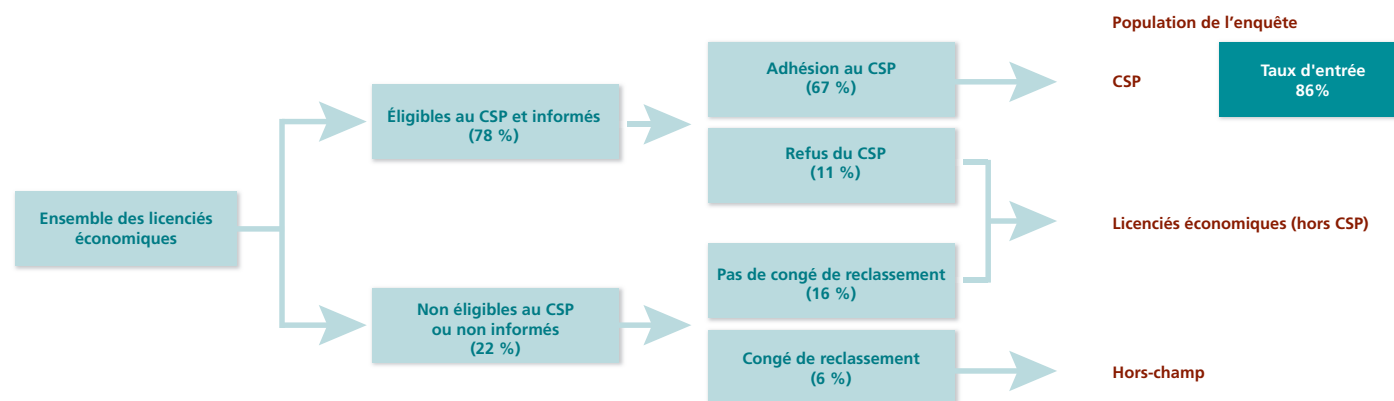 Population de l’enquête
Ensemble des licenciés
économiques
Éligibles au CSP et informés
(78 %)
Non éligibles au CSP
ou non informés
(22 %)
Adhésion au CSP
(67 %)
Refus du CSP
(11 %)
Pas de congé de reclassement
(16 %)
Congé de reclassement
(6 %)
CSP
Taux d'entrée
86%
Licenciés économiques (hors CSP)
Hors-champ